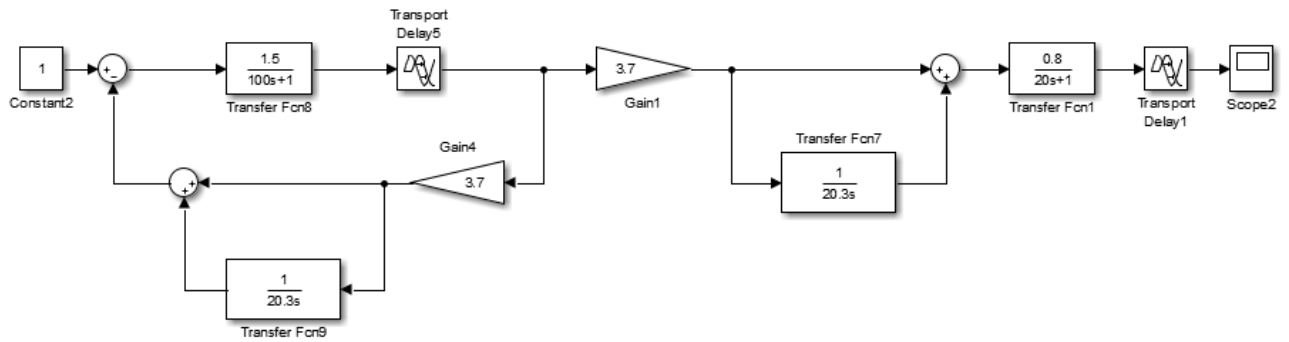 Transport
Delay5
1
Constant2
+
−
1.5
100s+1
Transfer Fcn8
3.7
Gain1
+
+
0.8
20s+1
Transfer Fcn1
Transport
Delay1
Scope2
Gain4
3.7
+
+
Transfer Fcn7
1
20.3s
1
20.3s
Transfer Fcn9